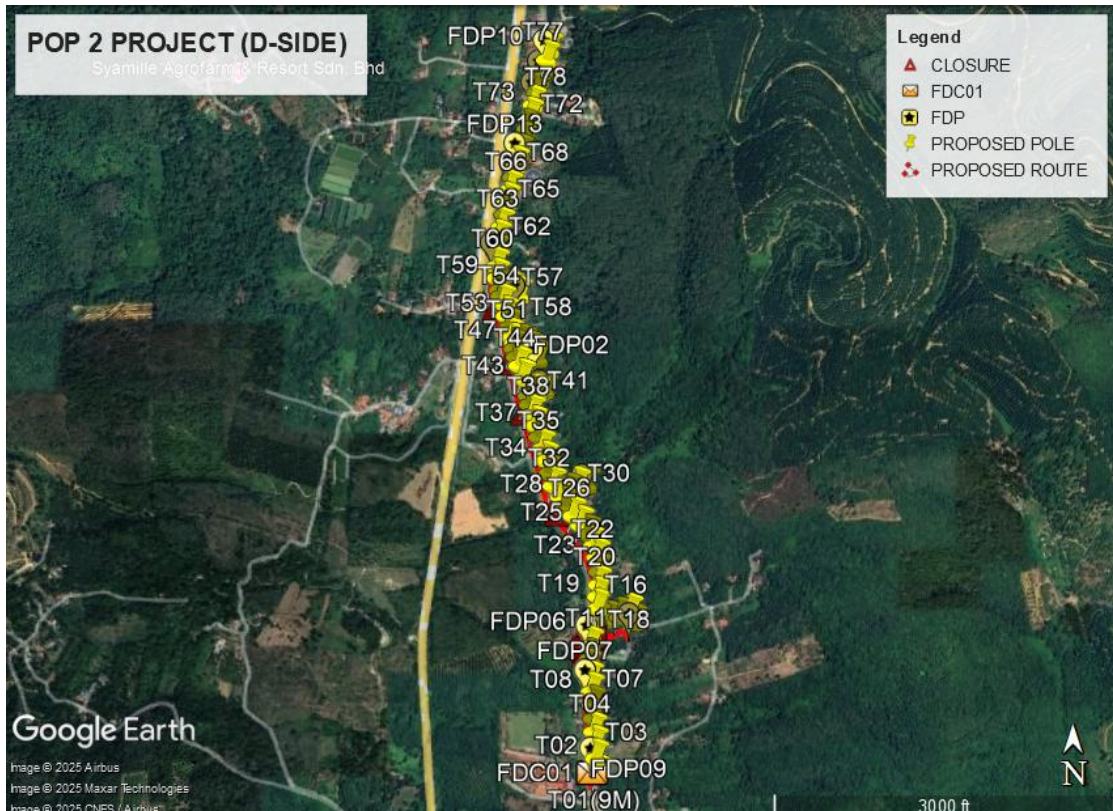 POP 2 PROJECT (D-SIDE)
Syamille Agrofarm & Resort Sdn. Bhd
Legend
CLOSURE
FDC01
FDP
PROPOSED POLE
PROPOSED ROUTE
FDP10
T77
T78
T73
T72
FDP13
T68
T66
T65
T63
T62
T60
T59
T54
T57
T53
T51
T58
T47
T44
FDP02
T43
T38
T41
T37
T35
T34
T32
T30
T28
T26
T25
T22
T23
T20
T19
T16
FDP06
T11
T18
FDP07
T08
T07
T04
T03
T02
FDC01
FDP09
T01(9M)
Google Earth
Image © 2025 Airbus
Image © 2025 Maxar Technologies
Image © 2025 CNES / Airbus
N
3000 ft